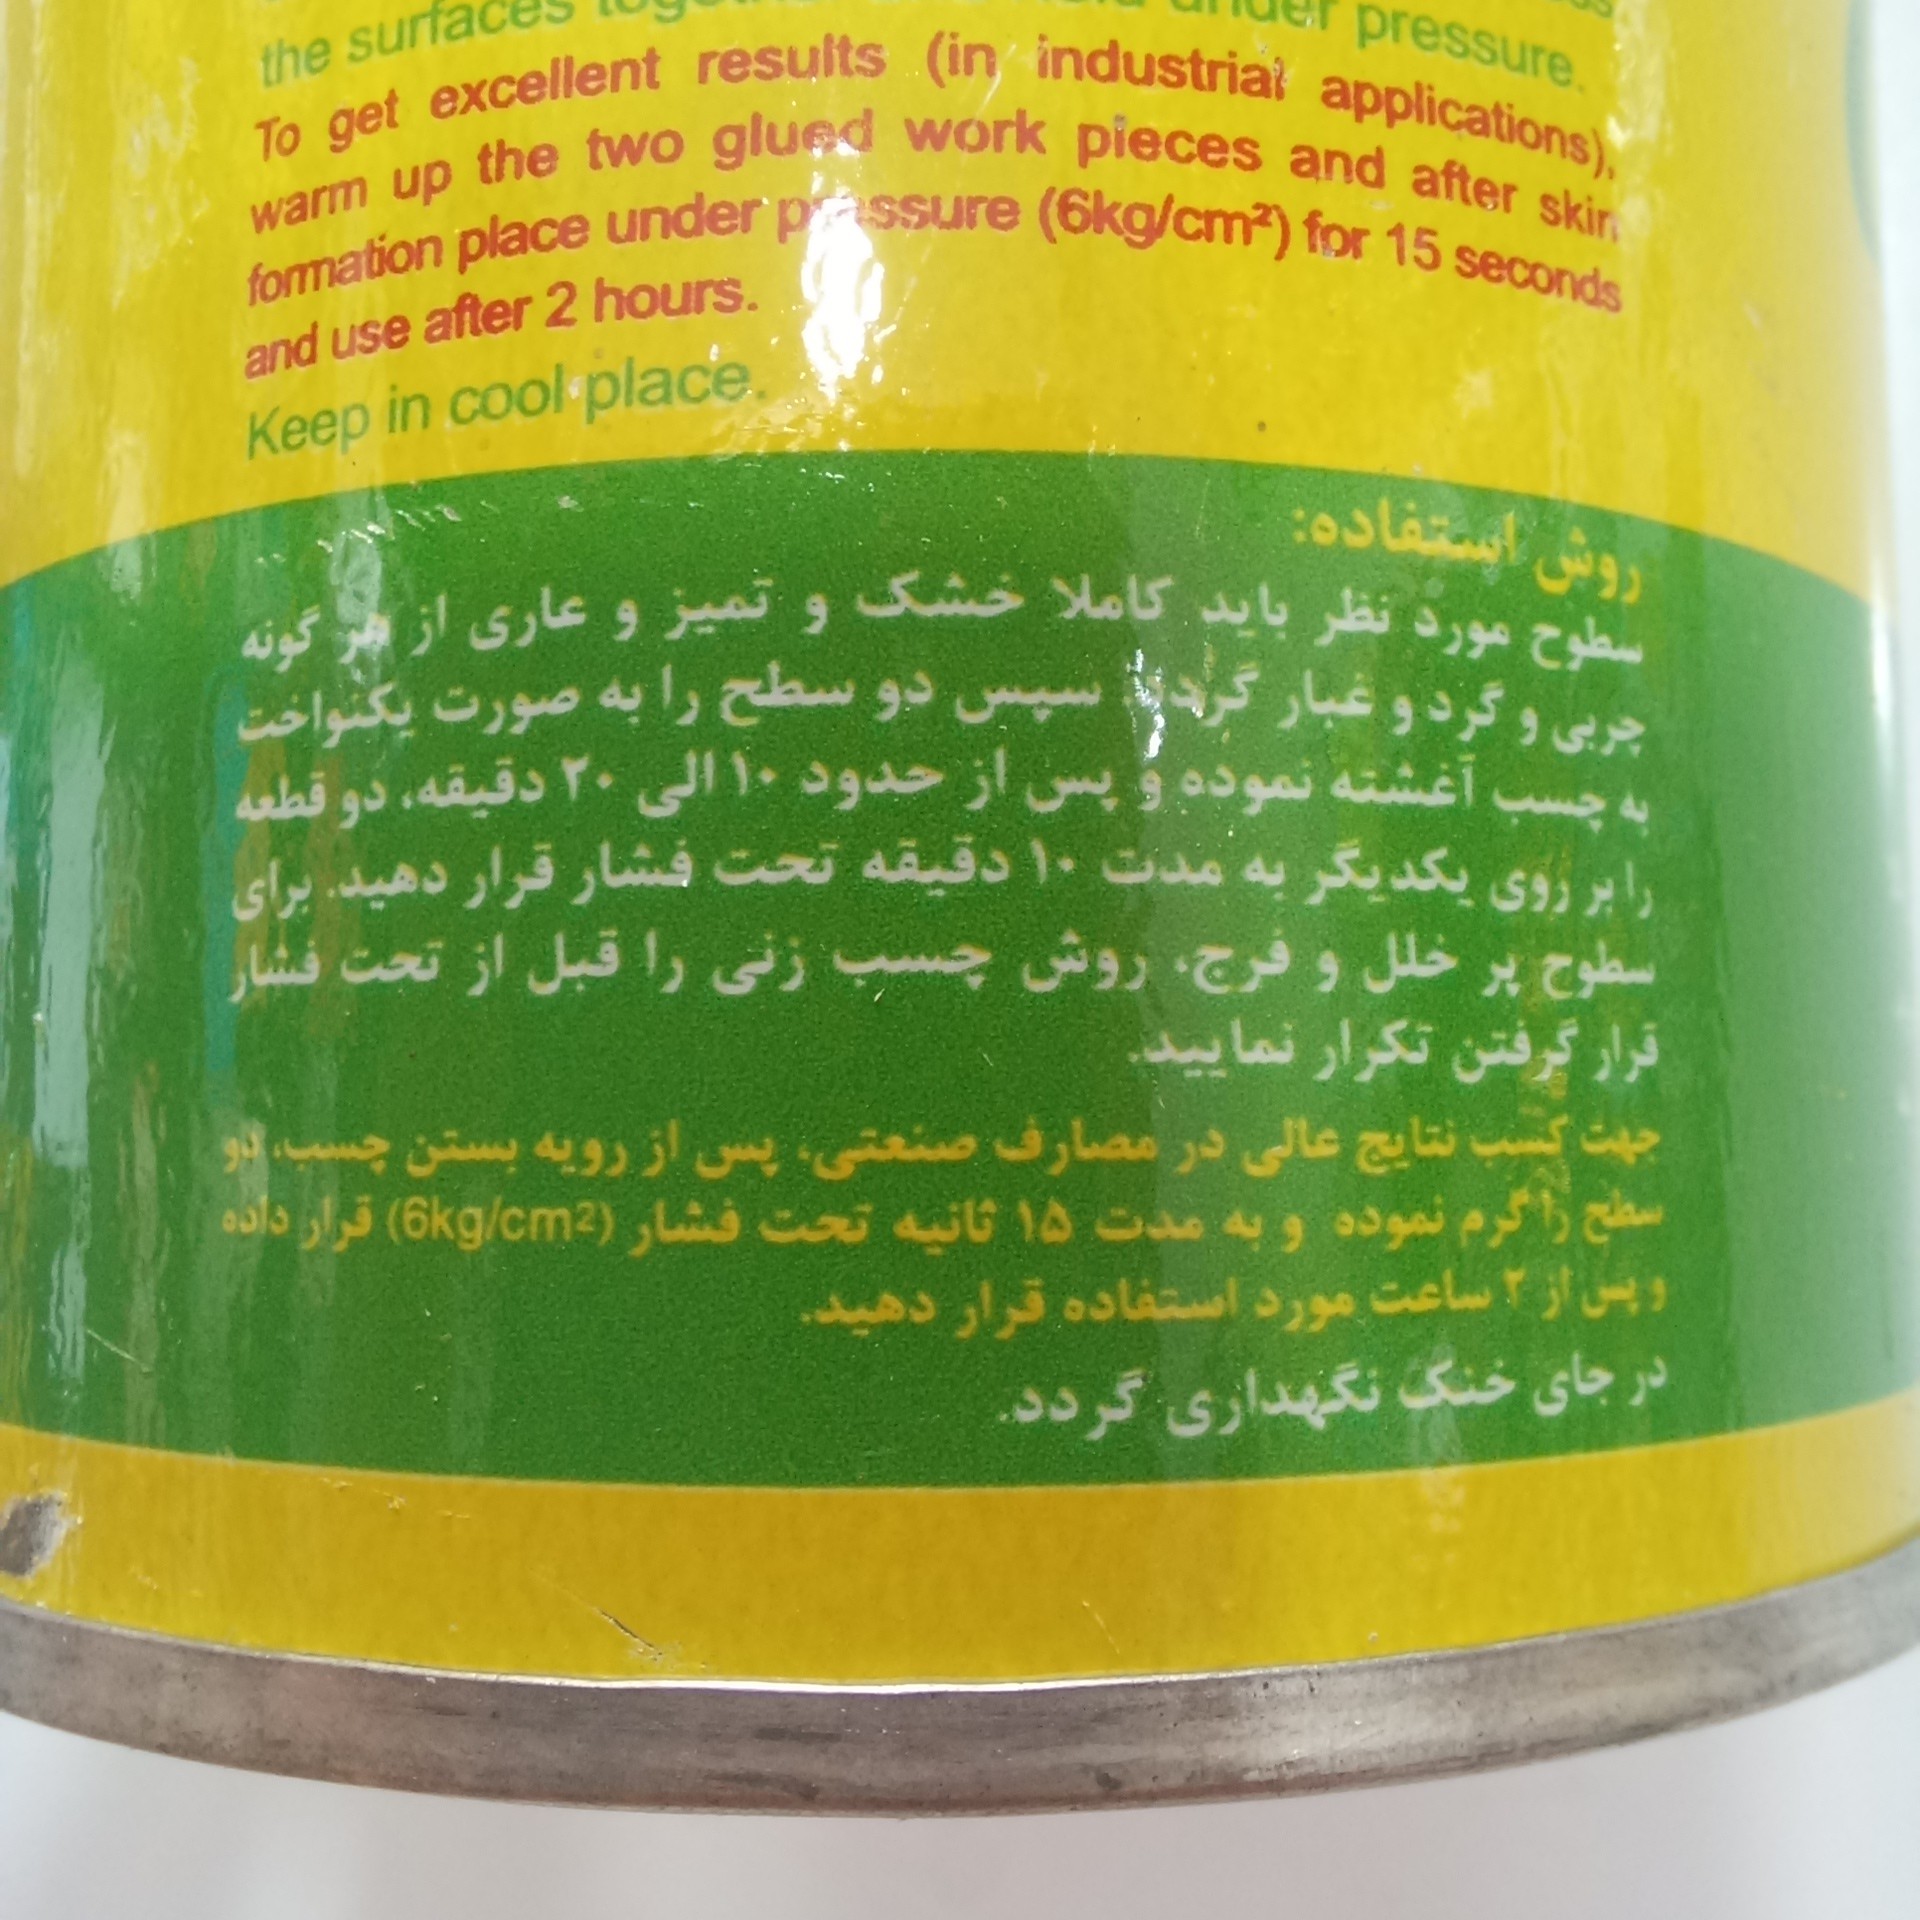 the surfaces together and hold under pressure.
To get excellent results (in industrial applications),
warm up the two glued work pieces and after skin
formation place under pressure (6kg/cm²) for 15 seconds
and use after 2 hours.
Keep in cool place.
روش استفاده:
سطوح مورد نظر باید کاملا خشک و تمیز و عاری از هر گونه
چربی و گرد و غبار گردد. سپس دو سطح را به صورت یکنواخت
به چسب آغشته نموده و پس از حدود ۱۰ الی ۲۰ دقیقه، دو قطعه
را بر روی یکدیگر به مدت ۱۰ دقیقه تحت فشار قرار دهید. برای
سطوح پر خلل و فرج، روش چسب زنی را قبل از تحت فشار
قرار گرفتن تکرار نمایید.
جهت کسب نتایج عالی در مصارف صنعتی، پس از رویه بستن چسب، دو
سطح را گرم نموده و به مدت ۱۵ ثانیه تحت فشار (6kg/cm²) قرار داده
و پس از ۲ ساعت مورد استفاده قرار دهید.
در جای خنک نگهداری گردد.